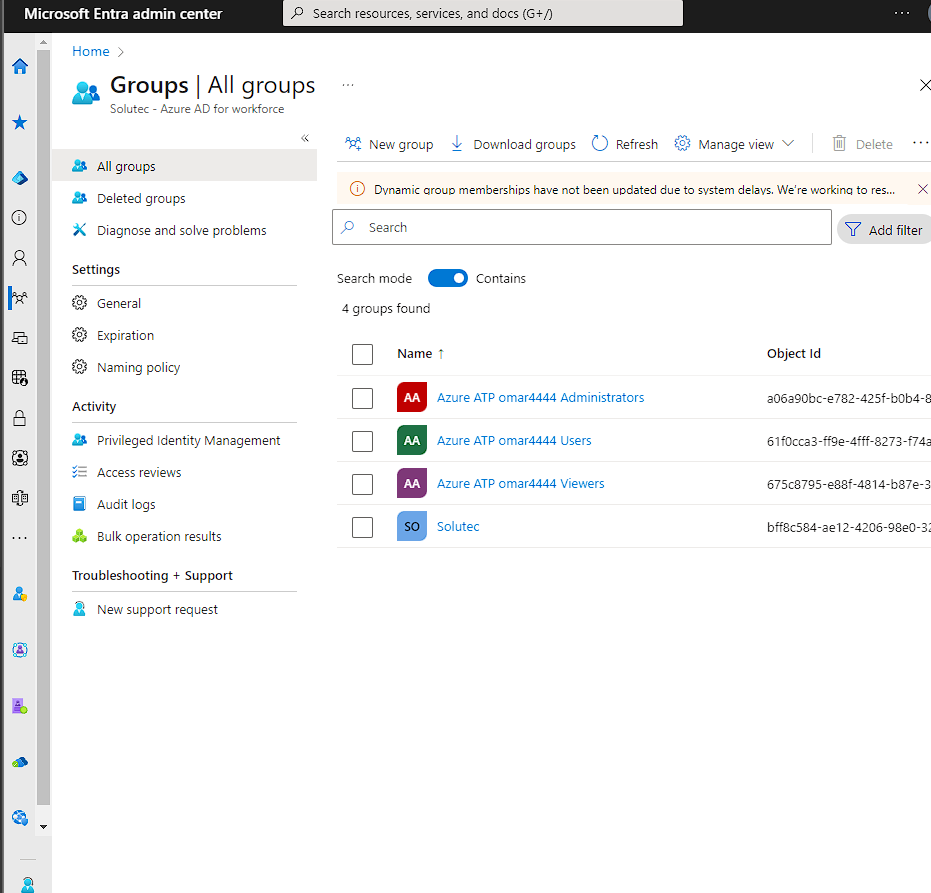 Microsoft Entra admin center
Search resources, services, and docs (G+/)
Home
Groups | All groups
Solutec - Azure AD for workforce
All groups
Deleted groups
Diagnose and solve problems
Settings
General
Expiration
Naming policy
Activity
Privileged Identity Management
Access reviews
Audit logs
Bulk operation results
Troubleshooting + Support
New support request
New group
Download groups
Refresh
Manage view
Delete
Dynamic group memberships have not been updated due to system delays. We're working to res...
Search
Add filter
Search mode
Contains
4 groups found
Name ↑ Object Id
AA Azure ATP omar4444 Administrators a06a90bc-e782-425f-b0b4-8
AA Azure ATP omar4444 Users 61f0cca3-ff9e-4fff-8273-f74a
AA Azure ATP omar4444 Viewers 675c8795-e88f-4814-b87e-3
SO Solutec bff8c584-ae12-4206-98e0-32